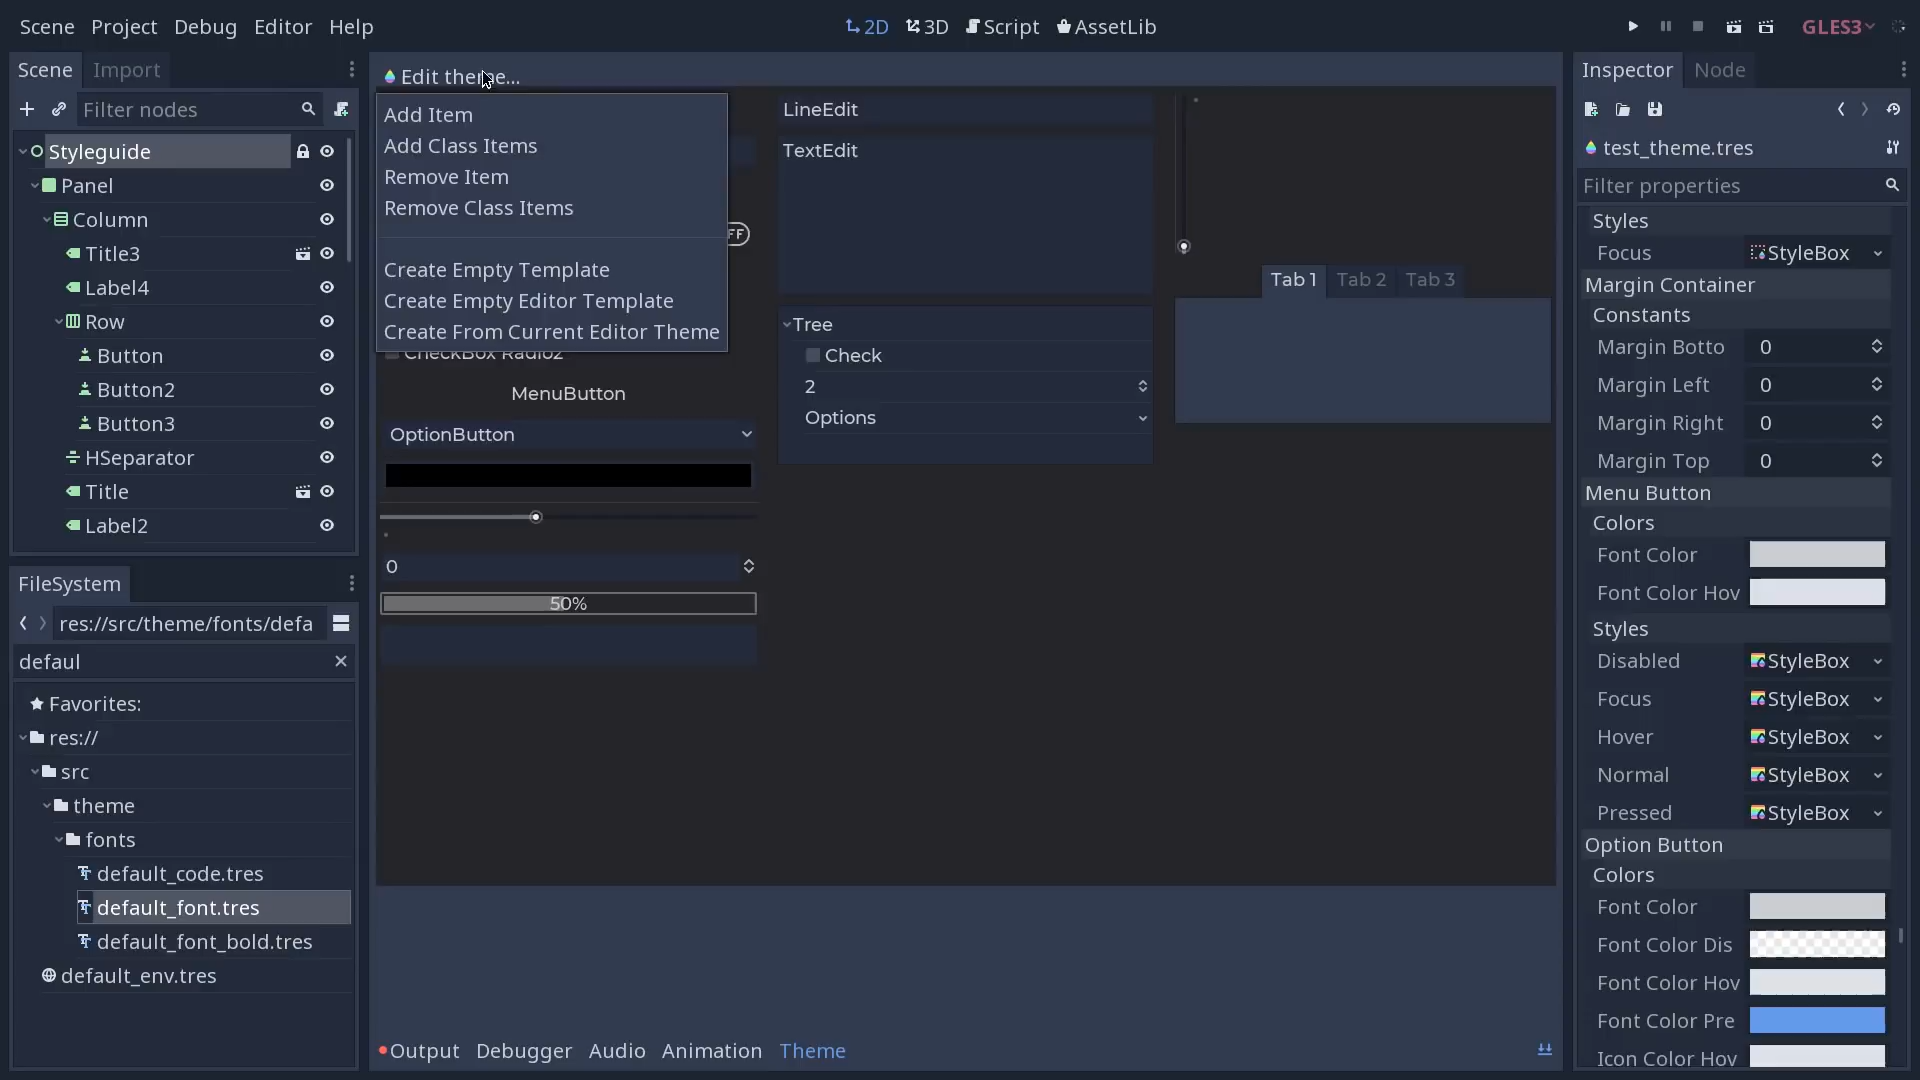 Scene Project Debug Editor Help
2D 3D Script AssetLib
GLES3
Scene Import
Filter nodes
Styleguide
Panel
Column
Title3
Label4
Row
Button
Button2
Button3
HSeparator
Title
Label2
FileSystem
res://src/theme/fonts/defa
defaul
Favorites:
res://
src
theme
fonts
default_code.tres
default_font.tres
default_font_bold.tres
default_env.tres
Edit theme...
Add Item
Add Class Items
Remove Item
Remove Class Items
Create Empty Template
Create Empty Editor Template
Create From Current Editor Theme
FF
CheckBox Radio2
MenuButton
OptionButton
0
50%
LineEdit
TextEdit
Tree
Check
2
Options
Tab 1 Tab 2 Tab 3
Output Debugger Audio Animation Theme
Inspector Node
test_theme.tres
Filter properties
Styles
Focus StyleBox
Margin Container
Constants
Margin Botto 0
Margin Left 0
Margin Right 0
Margin Top 0
Menu Button
Colors
Font Color
Font Color Hov
Styles
Disabled StyleBox
Focus StyleBox
Hover StyleBox
Normal StyleBox
Pressed StyleBox
Option Button
Colors
Font Color
Font Color Dis
Font Color Hov
Font Color Pre
Icon Color Hov